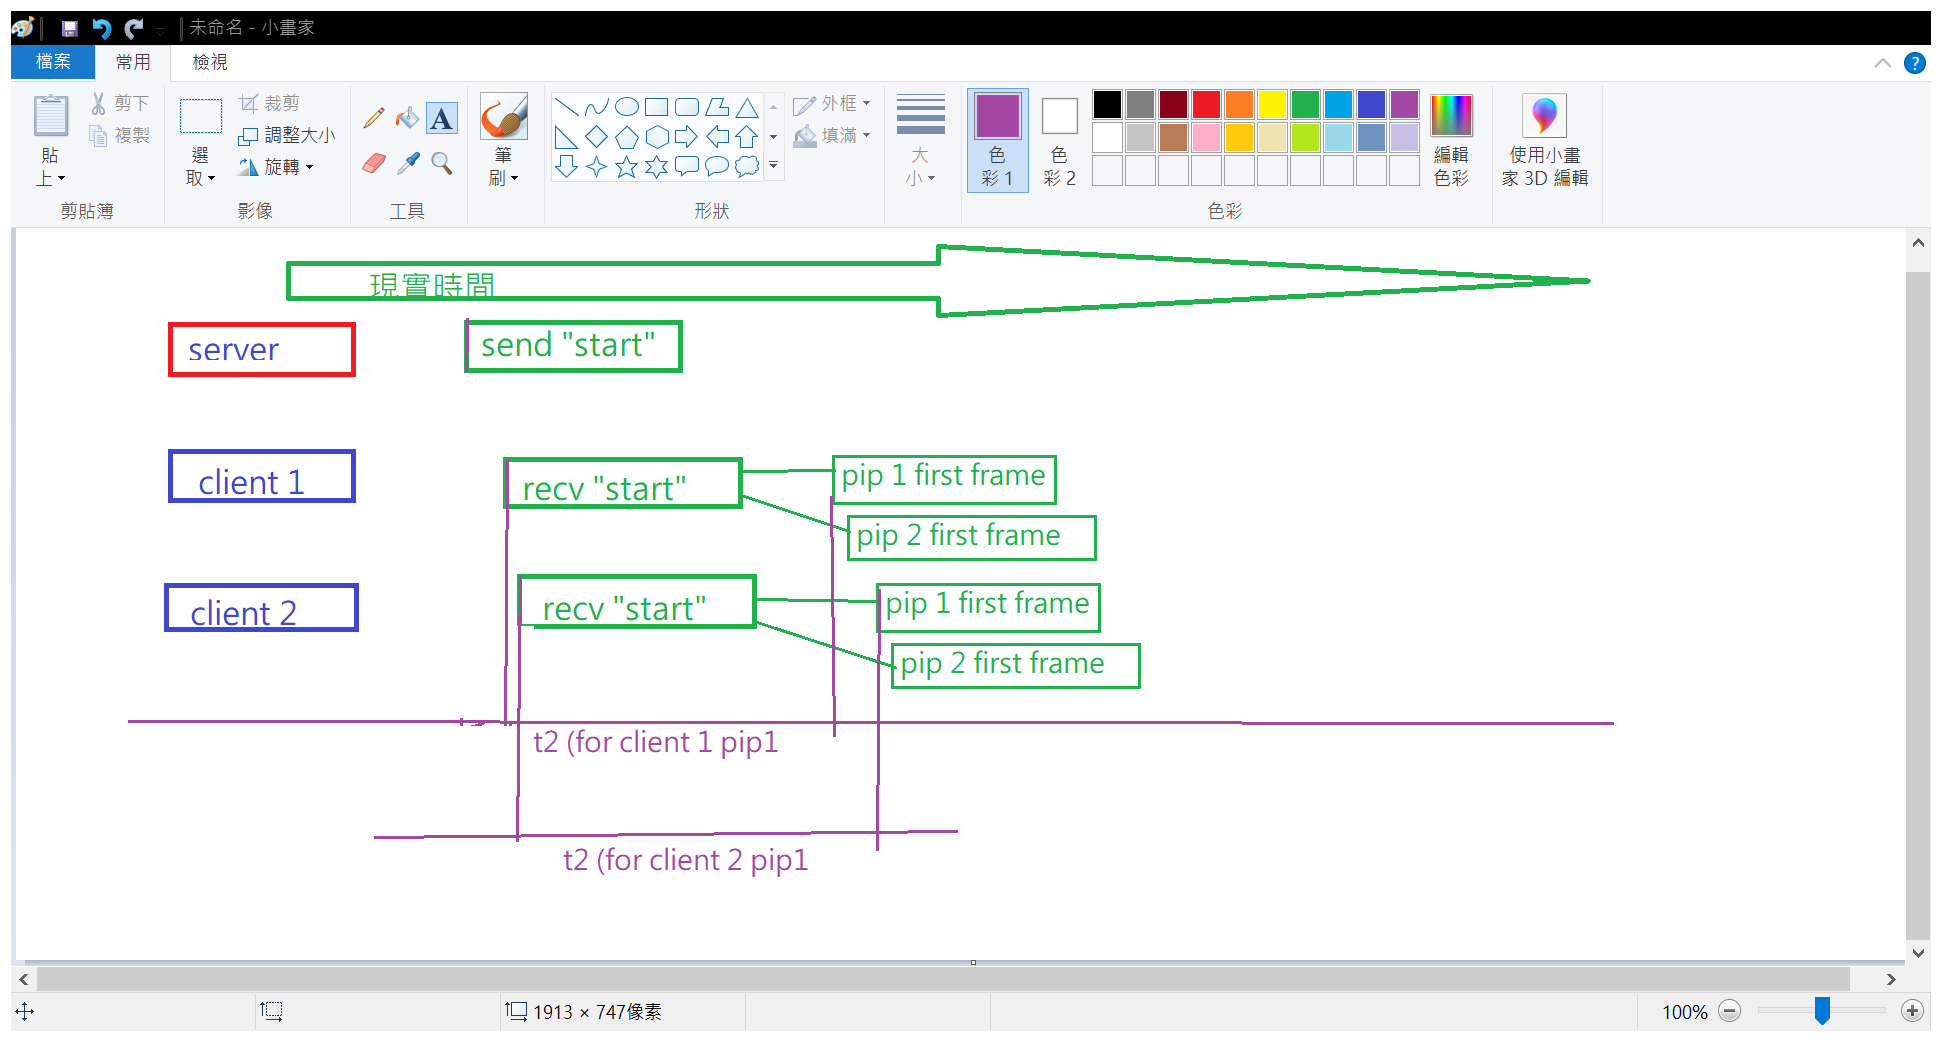 未命名 - 小畫家
檔案 常用 檢視
?
貼上
剪下
複製
剪貼簿
選取
裁剪
調整大小
旋轉
影像
A
工具
筆刷
形狀
外框
填滿
大小
色彩 1
色彩 2
編輯色彩
色彩
使用小畫家 3D 編輯
現實時間
server
send "start"
client 1
recv "start"
pip 1 first frame
pip 2 first frame
client 2
recv "start"
pip 1 first frame
pip 2 first frame
t2 (for client 1 pip1
t2 (for client 2 pip1
1913 × 747像素
100%